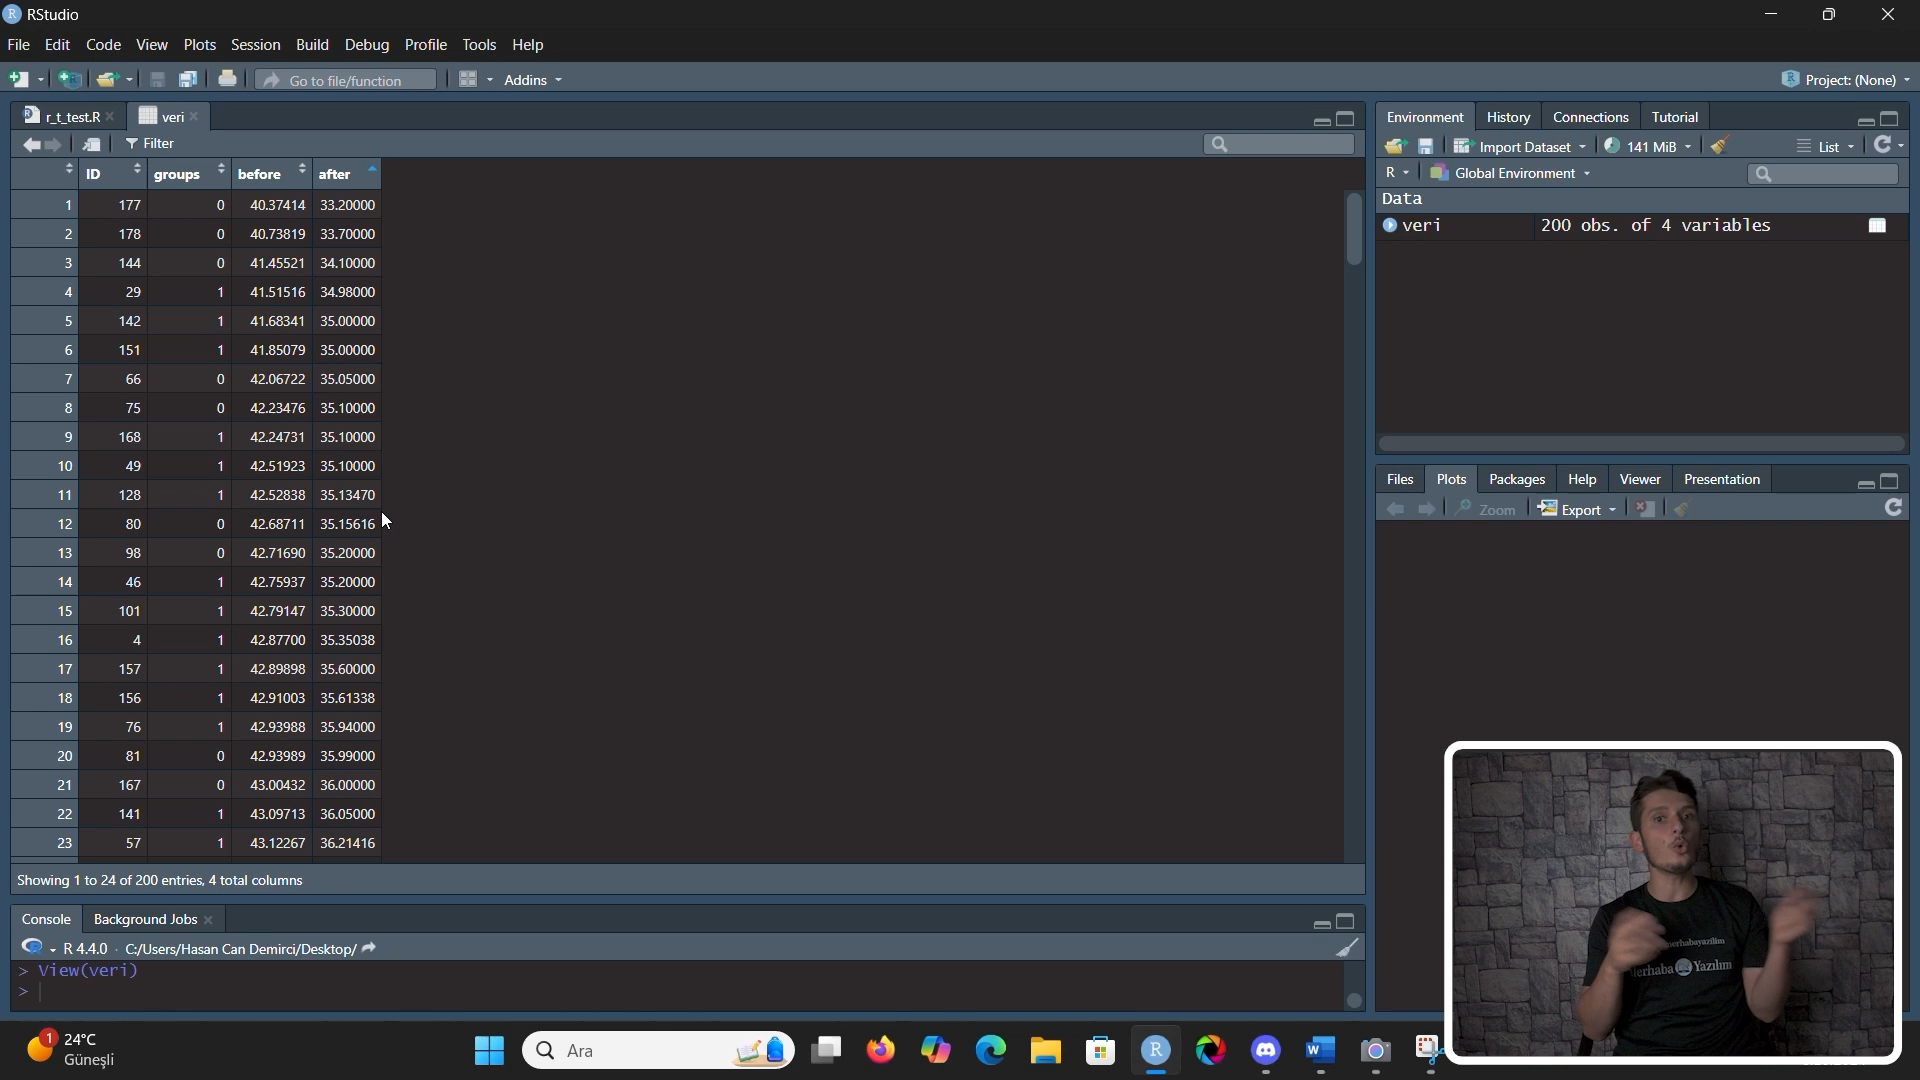 RStudio
File Edit Code View Plots Session Build Debug Profile Tools Help
Go to file/function Addins Project: (None)
r_t_test.R veri
Filter
ID groups before after
1 177 0 40.37414 33.20000
2 178 0 40.73819 33.70000
3 144 0 41.45521 34.10000
4 29 1 41.51516 34.98000
5 142 1 41.68341 35.00000
6 151 1 41.85079 35.00000
7 66 0 42.06722 35.05000
8 75 0 42.23476 35.10000
9 168 1 42.24731 35.10000
10 49 1 42.51923 35.10000
11 128 1 42.52838 35.13470
12 80 0 42.68711 35.15616
13 98 0 42.71690 35.20000
14 46 1 42.75937 35.20000
15 101 1 42.79147 35.30000
16 4 1 42.87700 35.35038
17 157 1 42.89898 35.60000
18 156 1 42.91003 35.61338
19 76 1 42.93988 35.94000
20 81 0 42.93989 35.99000
21 167 0 43.00432 36.00000
22 141 1 43.09713 36.05000
23 57 1 43.12267 36.21416
Showing 1 to 24 of 200 entries, 4 total columns
Console Background Jobs
R 4.4.0 · C:/Users/Hasan Can Demirci/Desktop/
> View(veri)
>
Environment History Connections Tutorial
Import Dataset 141 MiB List
R Global Environment
Data
veri 200 obs. of 4 variables
Files Plots Packages Help Viewer Presentation
Zoom Export
merhabayazilim
Merhaba Yazılım
1 24°C
Güneşli
Ara